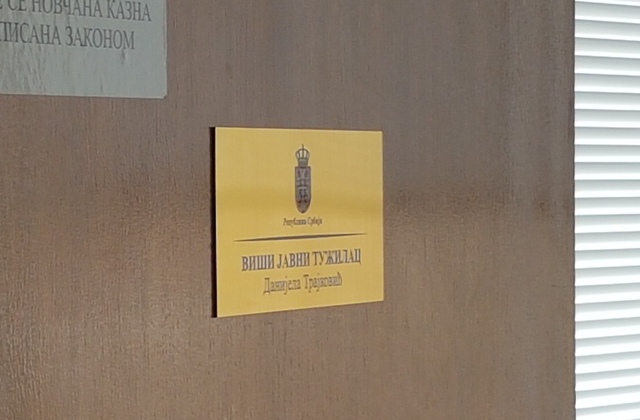 СЕ НОВЧАНА КАЗНА
ПИСАНА ЗАКОНОМ
Република Србија
ВИШИ ЈАВНИ ТУЖИЛАЦ
Данијела Трајковић